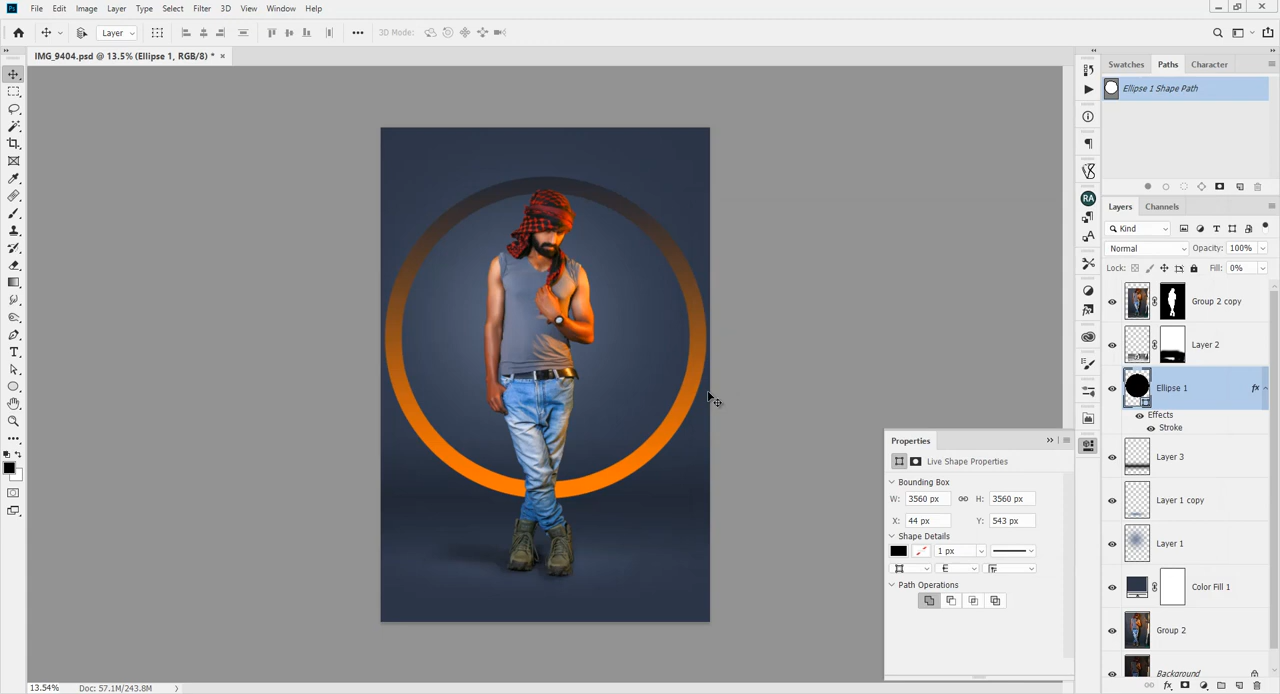 Ps File Edit Image Layer Type Select Filter 3D View Window Help
Layer 3D Mode:
IMG_9404.psd @ 13.5% (Ellipse 1, RGB/8) * ×
Swatches Paths Character
Ellipse 1 Shape Path
RA
Layers Channels
Kind
Normal Opacity: 100%
Lock: Fill: 0%
Group 2 copy
Layer 2
Ellipse 1 fx
Effects
Stroke
Layer 3
Layer 1 copy
Layer 1
Color Fill 1
Group 2
Background
Properties
Live Shape Properties
Bounding Box
W: 3560 px H: 3560 px
X: 44 px Y: 543 px
Shape Details
1 px
Path Operations
13.54% Doc: 57.1M/243.8M
fx